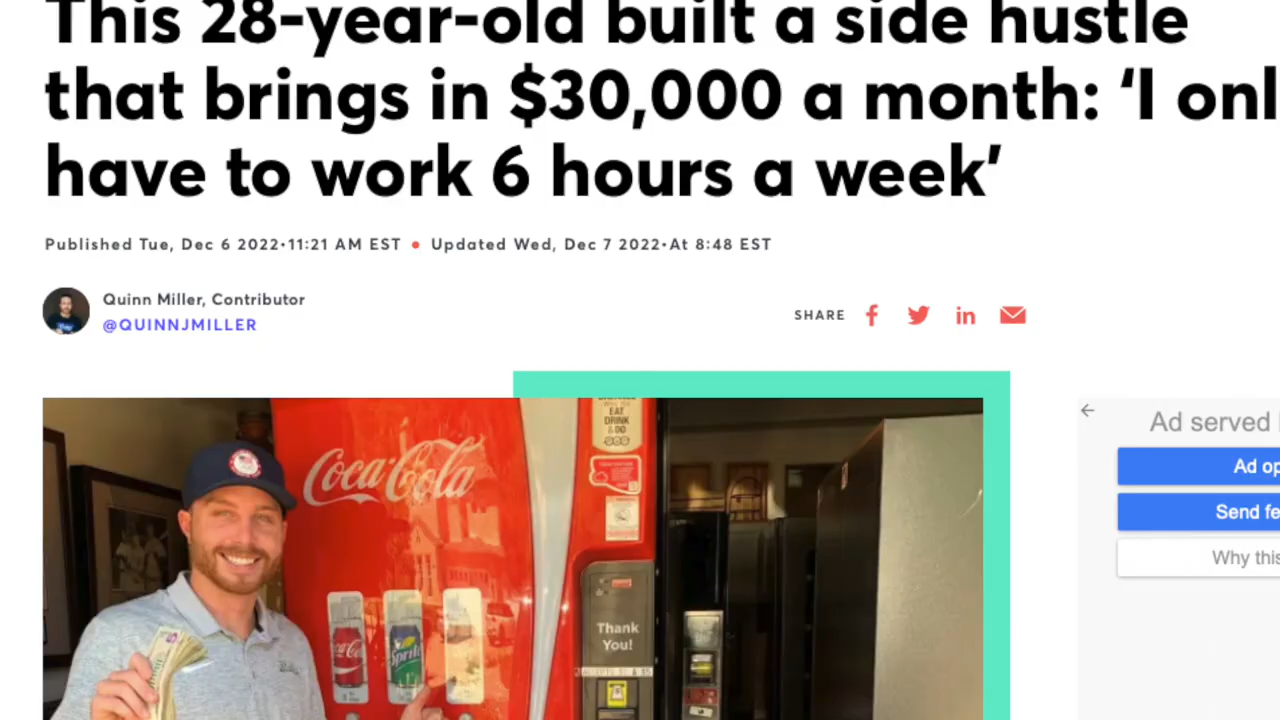 This 28-year-old built a side hustle
that brings in $30,000 a month: ‘I onl
have to work 6 hours a week’
Published Tue, Dec 6 2022•11:21 AM EST • Updated Wed, Dec 7 2022•At 8:48 EST
Quinn Miller, Contributor
@QUINNJMILLER
SHARE
Ad served
Ad op
Send fe
Why this
EAT
DRINK
& DO
Coca-Cola
Thank
You!
Coca-Cola
Sprite